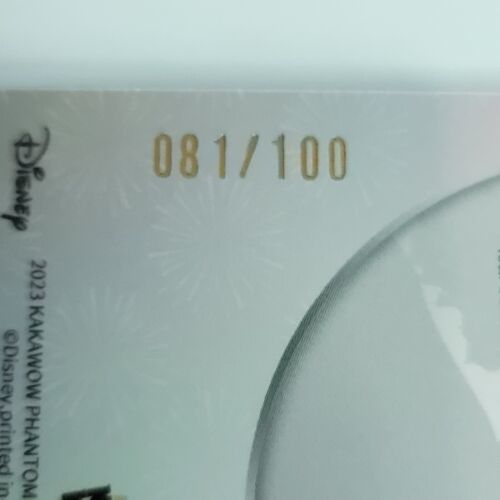 081/100
Disney
2023 KAKAWOW PHANTOM
©Disney,printed in